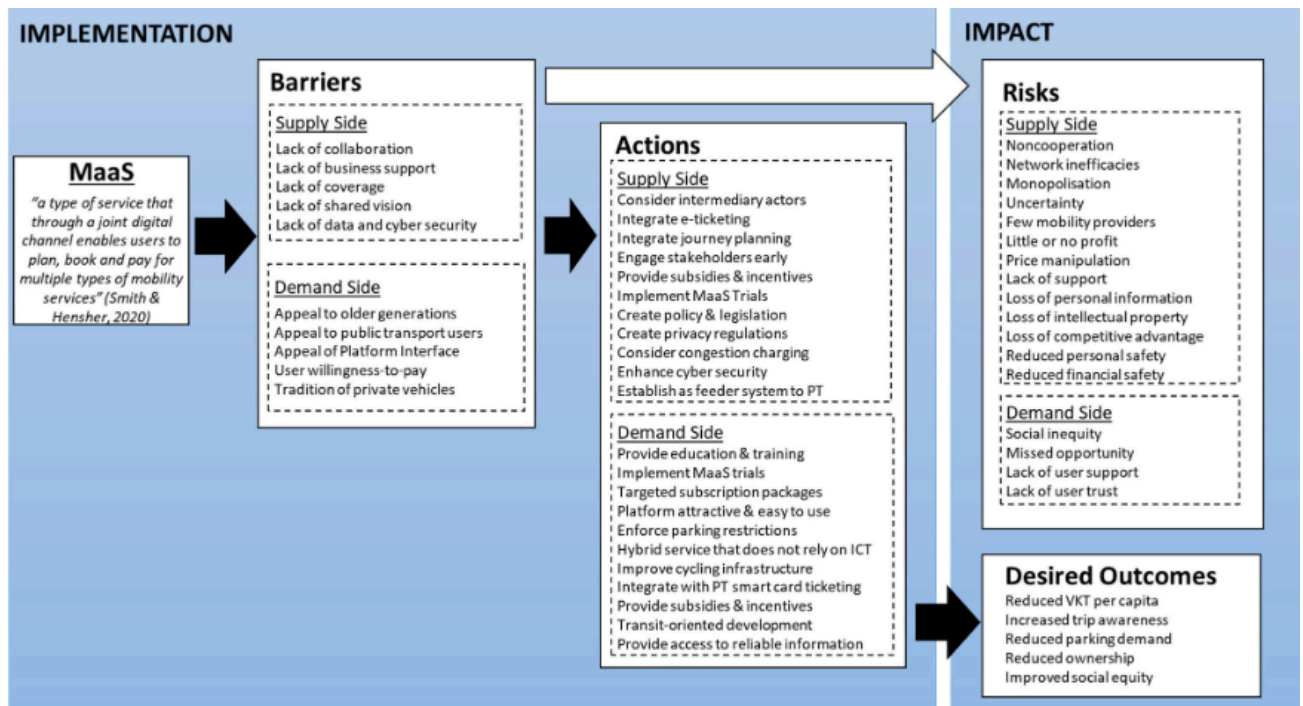 IMPLEMENTATION
MaaS
"a type of service that
through a joint digital
channel enables users to
plan, book and pay for
multiple types of mobility
services" (Smith &
Hensher, 2020)
Barriers
Supply Side
Lack of collaboration
Lack of business support
Lack of coverage
Lack of shared vision
Lack of data and cyber security
Demand Side
Appeal to older generations
Appeal to public transport users
Appeal of Platform Interface
User willingness-to-pay
Tradition of private vehicles
Actions
Supply Side
Consider intermediary actors
Integrate e-ticketing
Integrate journey planning
Engage stakeholders early
Provide subsidies & incentives
Implement MaaS Trials
Create policy & legislation
Create privacy regulations
Consider congestion charging
Enhance cyber security
Establish as feeder system to PT
Demand Side
Provide education & training
Implement MaaS trials
Targeted subscription packages
Platform attractive & easy to use
Enforce parking restrictions
Hybrid service that does not rely on ICT
Improve cycling infrastructure
Integrate with PT smart card ticketing
Provide subsidies & incentives
Transit-oriented development
Provide access to reliable information
IMPACT
Risks
Supply Side
Noncooperation
Network inefficacies
Monopolisation
Uncertainty
Few mobility providers
Little or no profit
Price manipulation
Lack of support
Loss of personal information
Loss of intellectual property
Loss of competitive advantage
Reduced personal safety
Reduced financial safety
Demand Side
Social inequity
Missed opportunity
Lack of user support
Lack of user trust
Desired Outcomes
Reduced VKT per capita
Increased trip awareness
Reduced parking demand
Reduced ownership
Improved social equity